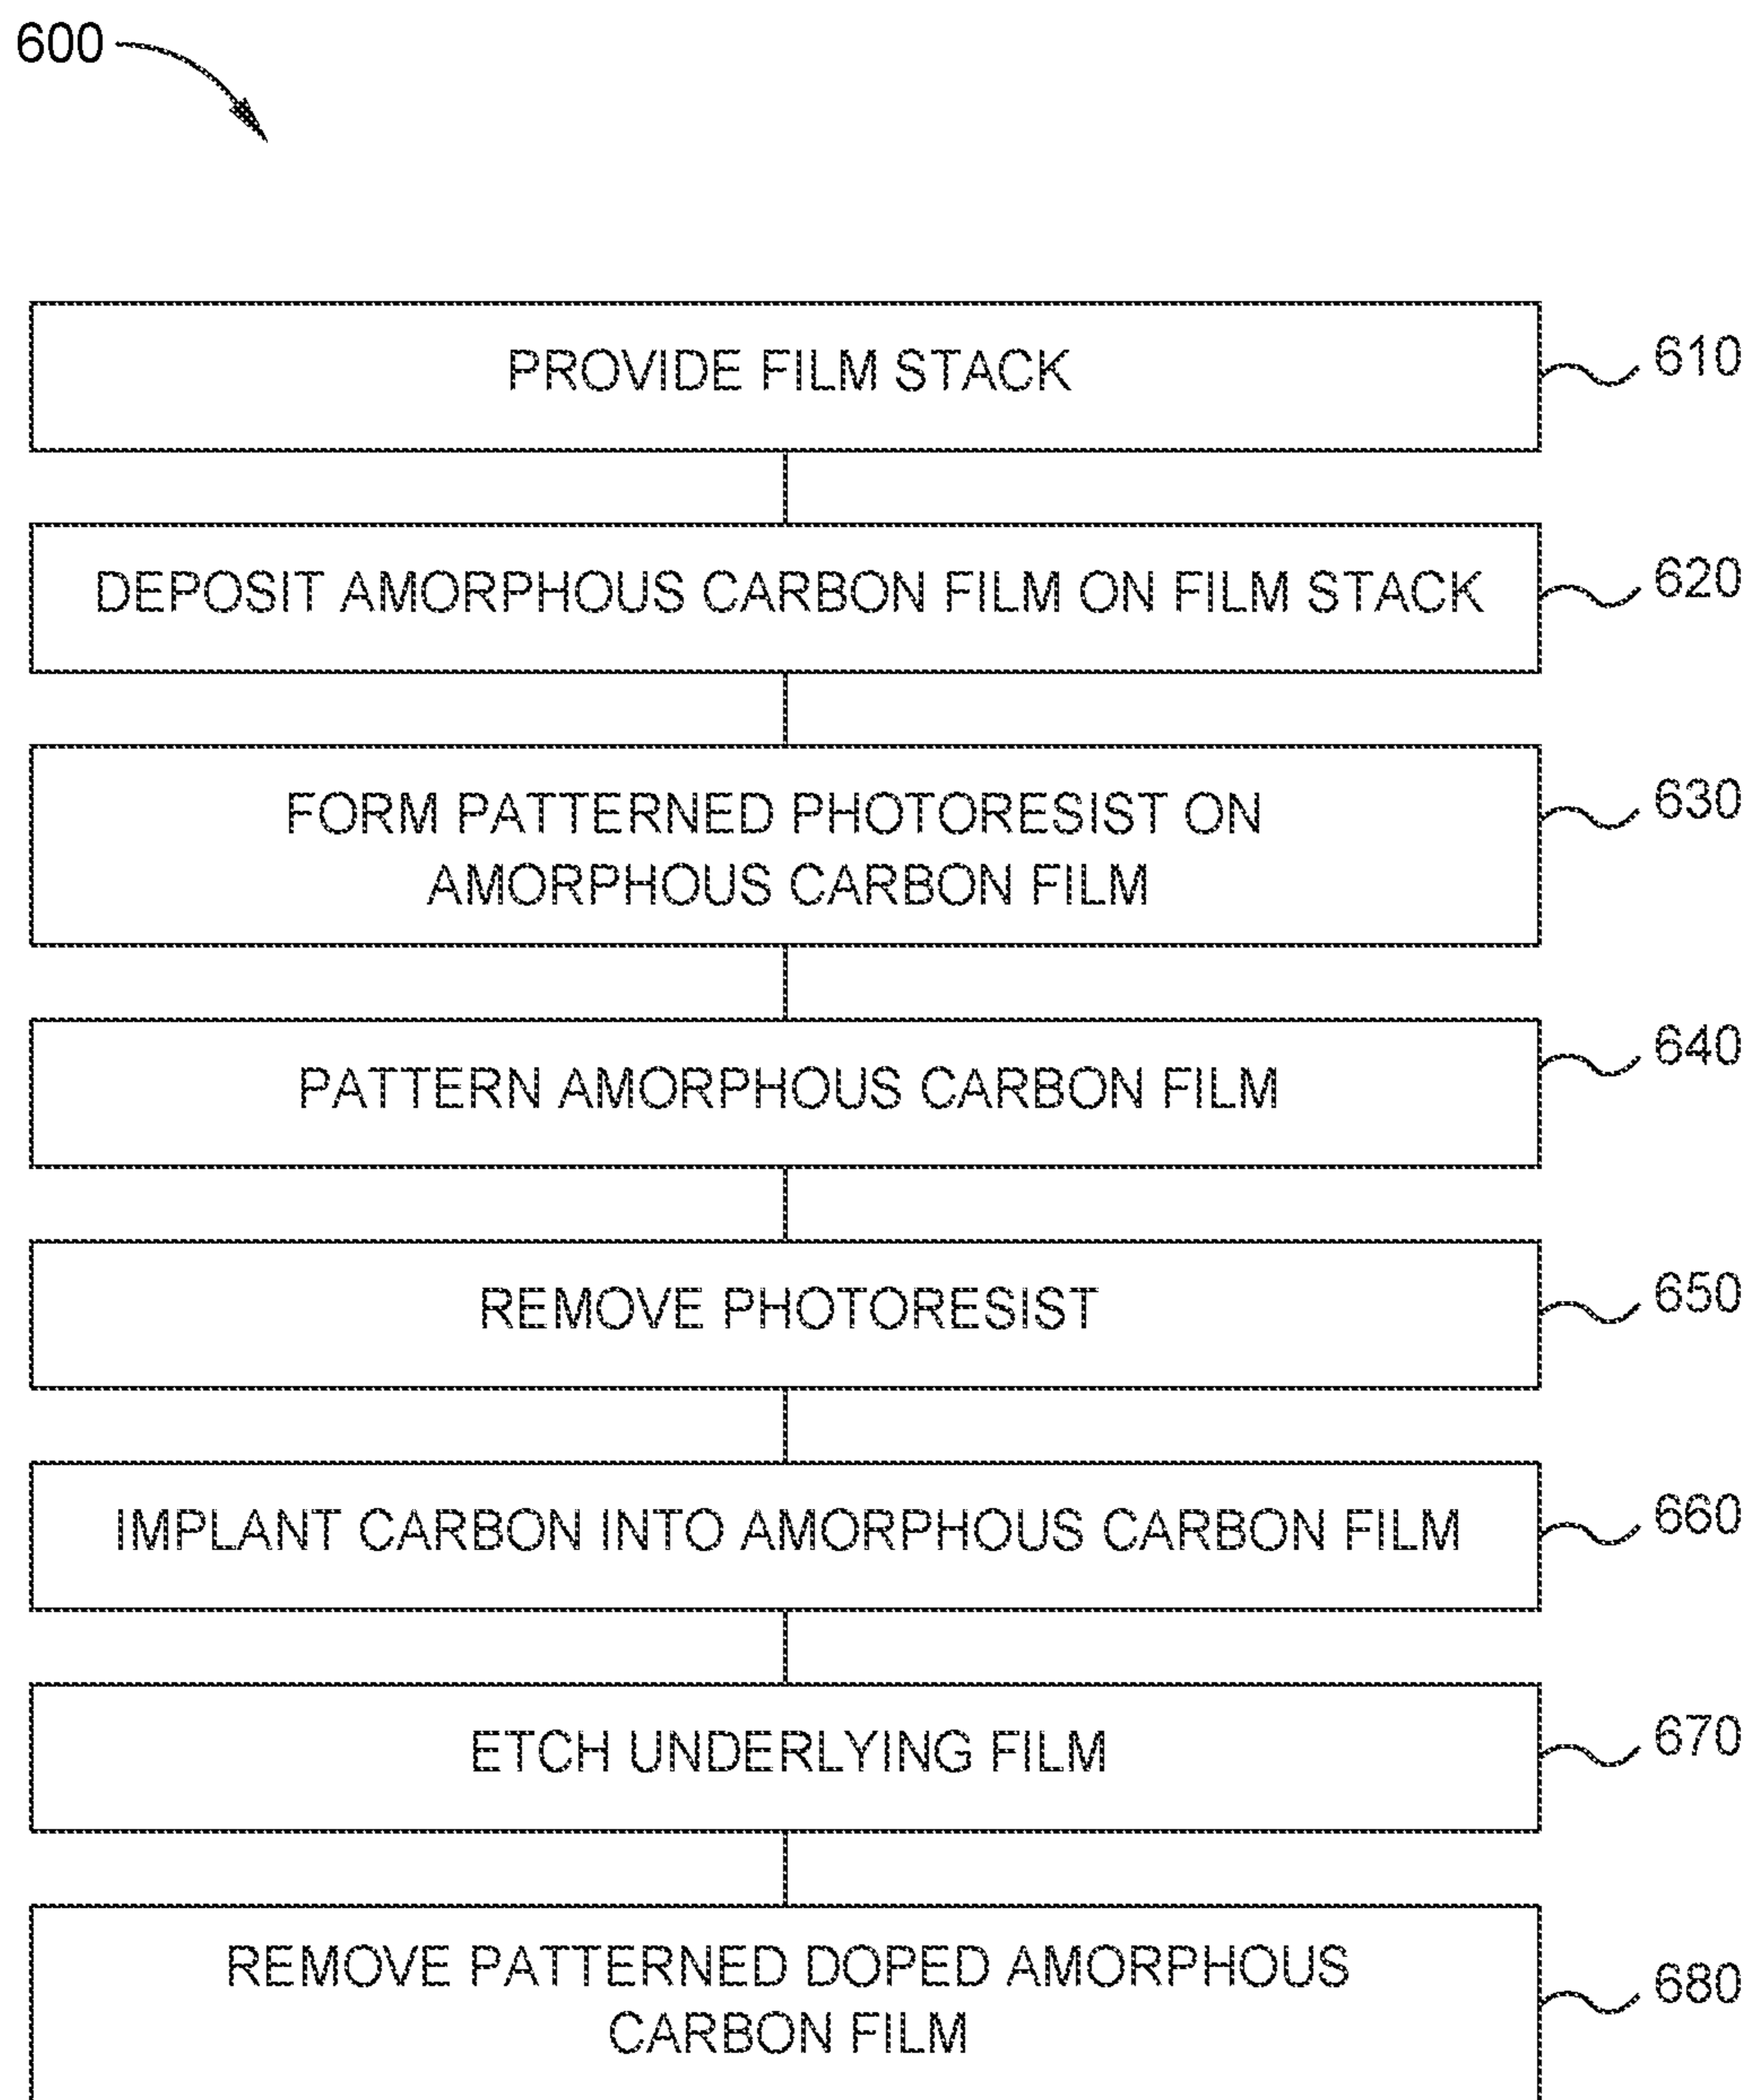 600
PROVIDE FILM STACK
610
DEPOSIT AMORPHOUS CARBON FILM ON FILM STACK
620
FORM PATTERNED PHOTORESIST ON
AMORPHOUS CARBON FILM
630
PATTERN AMORPHOUS CARBON FILM
640
REMOVE PHOTORESIST
650
IMPLANT CARBON INTO AMORPHOUS CARBON FILM
660
ETCH UNDERLYING FILM
670
REMOVE PATTERNED DOPED AMORPHOUS
CARBON FILM
680